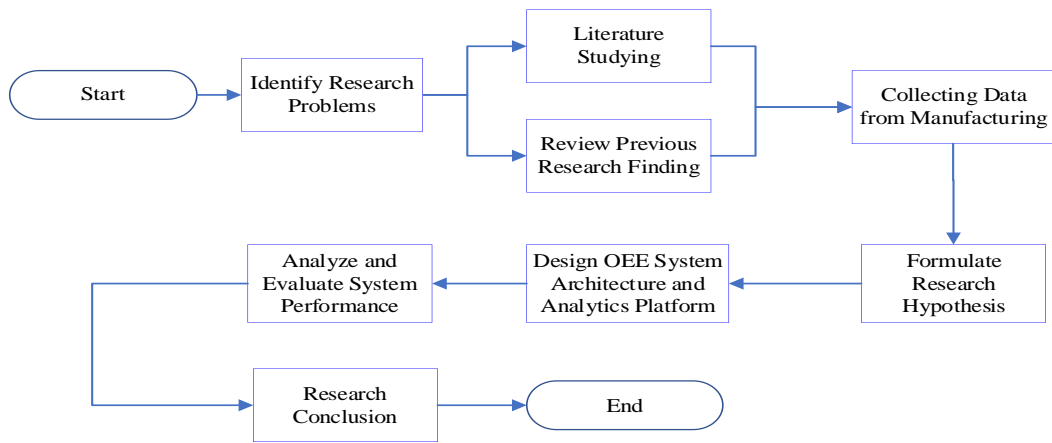 Start
Identify Research
Problems
Literature
Studying
Review Previous
Research Finding
Collecting Data
from Manufacturing
Formulate
Research
Hypothesis
Design OEE System
Architecture and
Analytics Platform
Analyze and
Evaluate System
Performance
Research
Conclusion
End